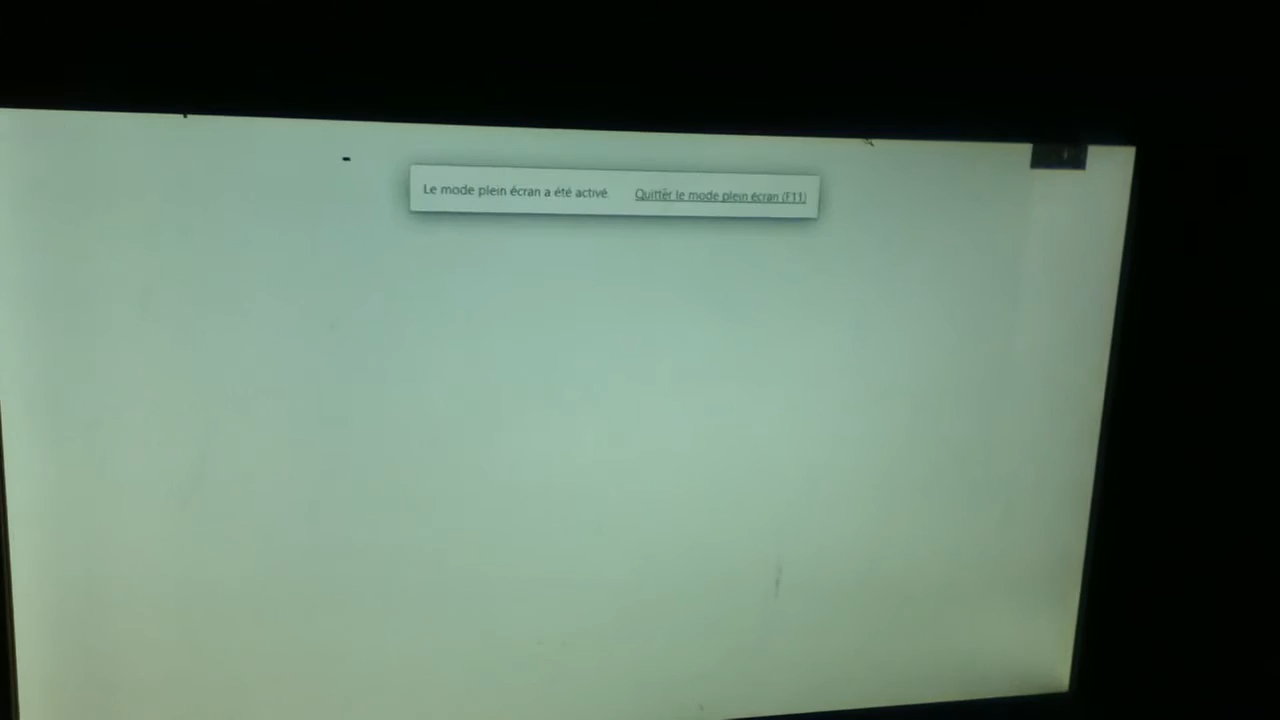 Le mode plein écran a été activé. Quitter le mode plein écran (F11)